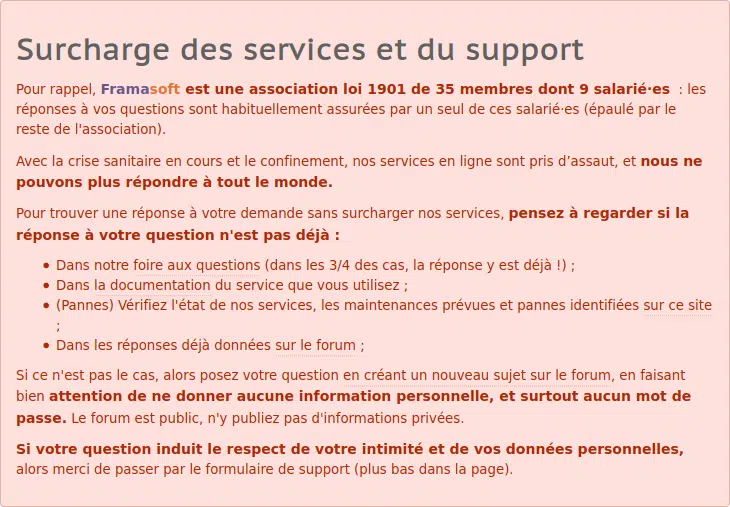 Surcharge des services et du support
Pour rappel, Framasoft est une association loi 1901 de 35 membres dont 9 salarié·es : les
réponses à vos questions sont habituellement assurées par un seul de ces salarié·es (épaulé par le
reste de l'association).
Avec la crise sanitaire en cours et le confinement, nos services en ligne sont pris d’assaut, et nous ne
pouvons plus répondre à tout le monde.
Pour trouver une réponse à votre demande sans surcharger nos services, pensez à regarder si la
réponse à votre question n'est pas déjà :
• Dans notre foire aux questions (dans les 3/4 des cas, la réponse y est déjà !) ;
• Dans la documentation du service que vous utilisez ;
• (Pannes) Vérifiez l'état de nos services, les maintenances prévues et pannes identifiées sur ce site
;
• Dans les réponses déjà données sur le forum ;
Si ce n'est pas le cas, alors posez votre question en créant un nouveau sujet sur le forum, en faisant
bien attention de ne donner aucune information personnelle, et surtout aucun mot de
passe. Le forum est public, n'y publiez pas d'informations privées.
Si votre question induit le respect de votre intimité et de vos données personnelles,
alors merci de passer par le formulaire de support (plus bas dans la page).